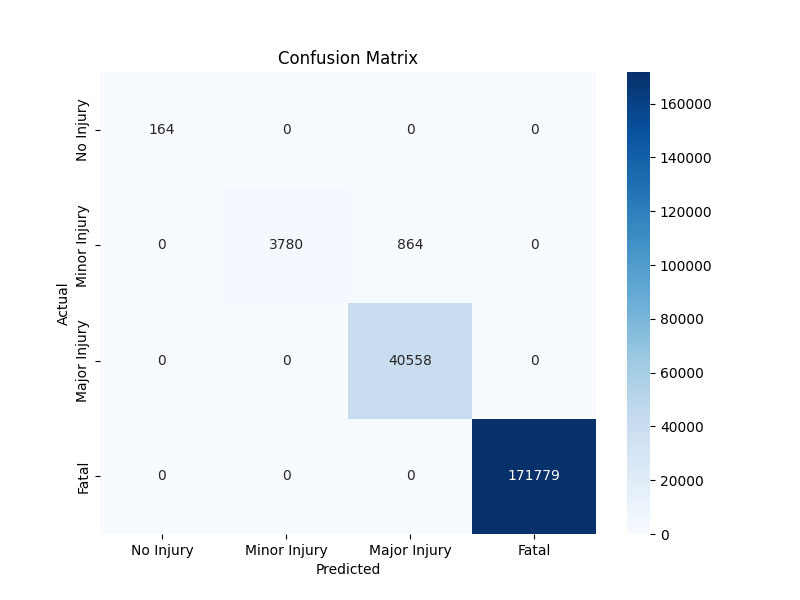 Confusion Matrix
No Injury 164 0 0 0
Minor Injury 0 3780 864 0
Major Injury 0 0 40558 0
Fatal 0 0 0 171779
No Injury Minor Injury Major Injury Fatal
Predicted
Actual
160000
140000
120000
100000
80000
60000
40000
20000
0